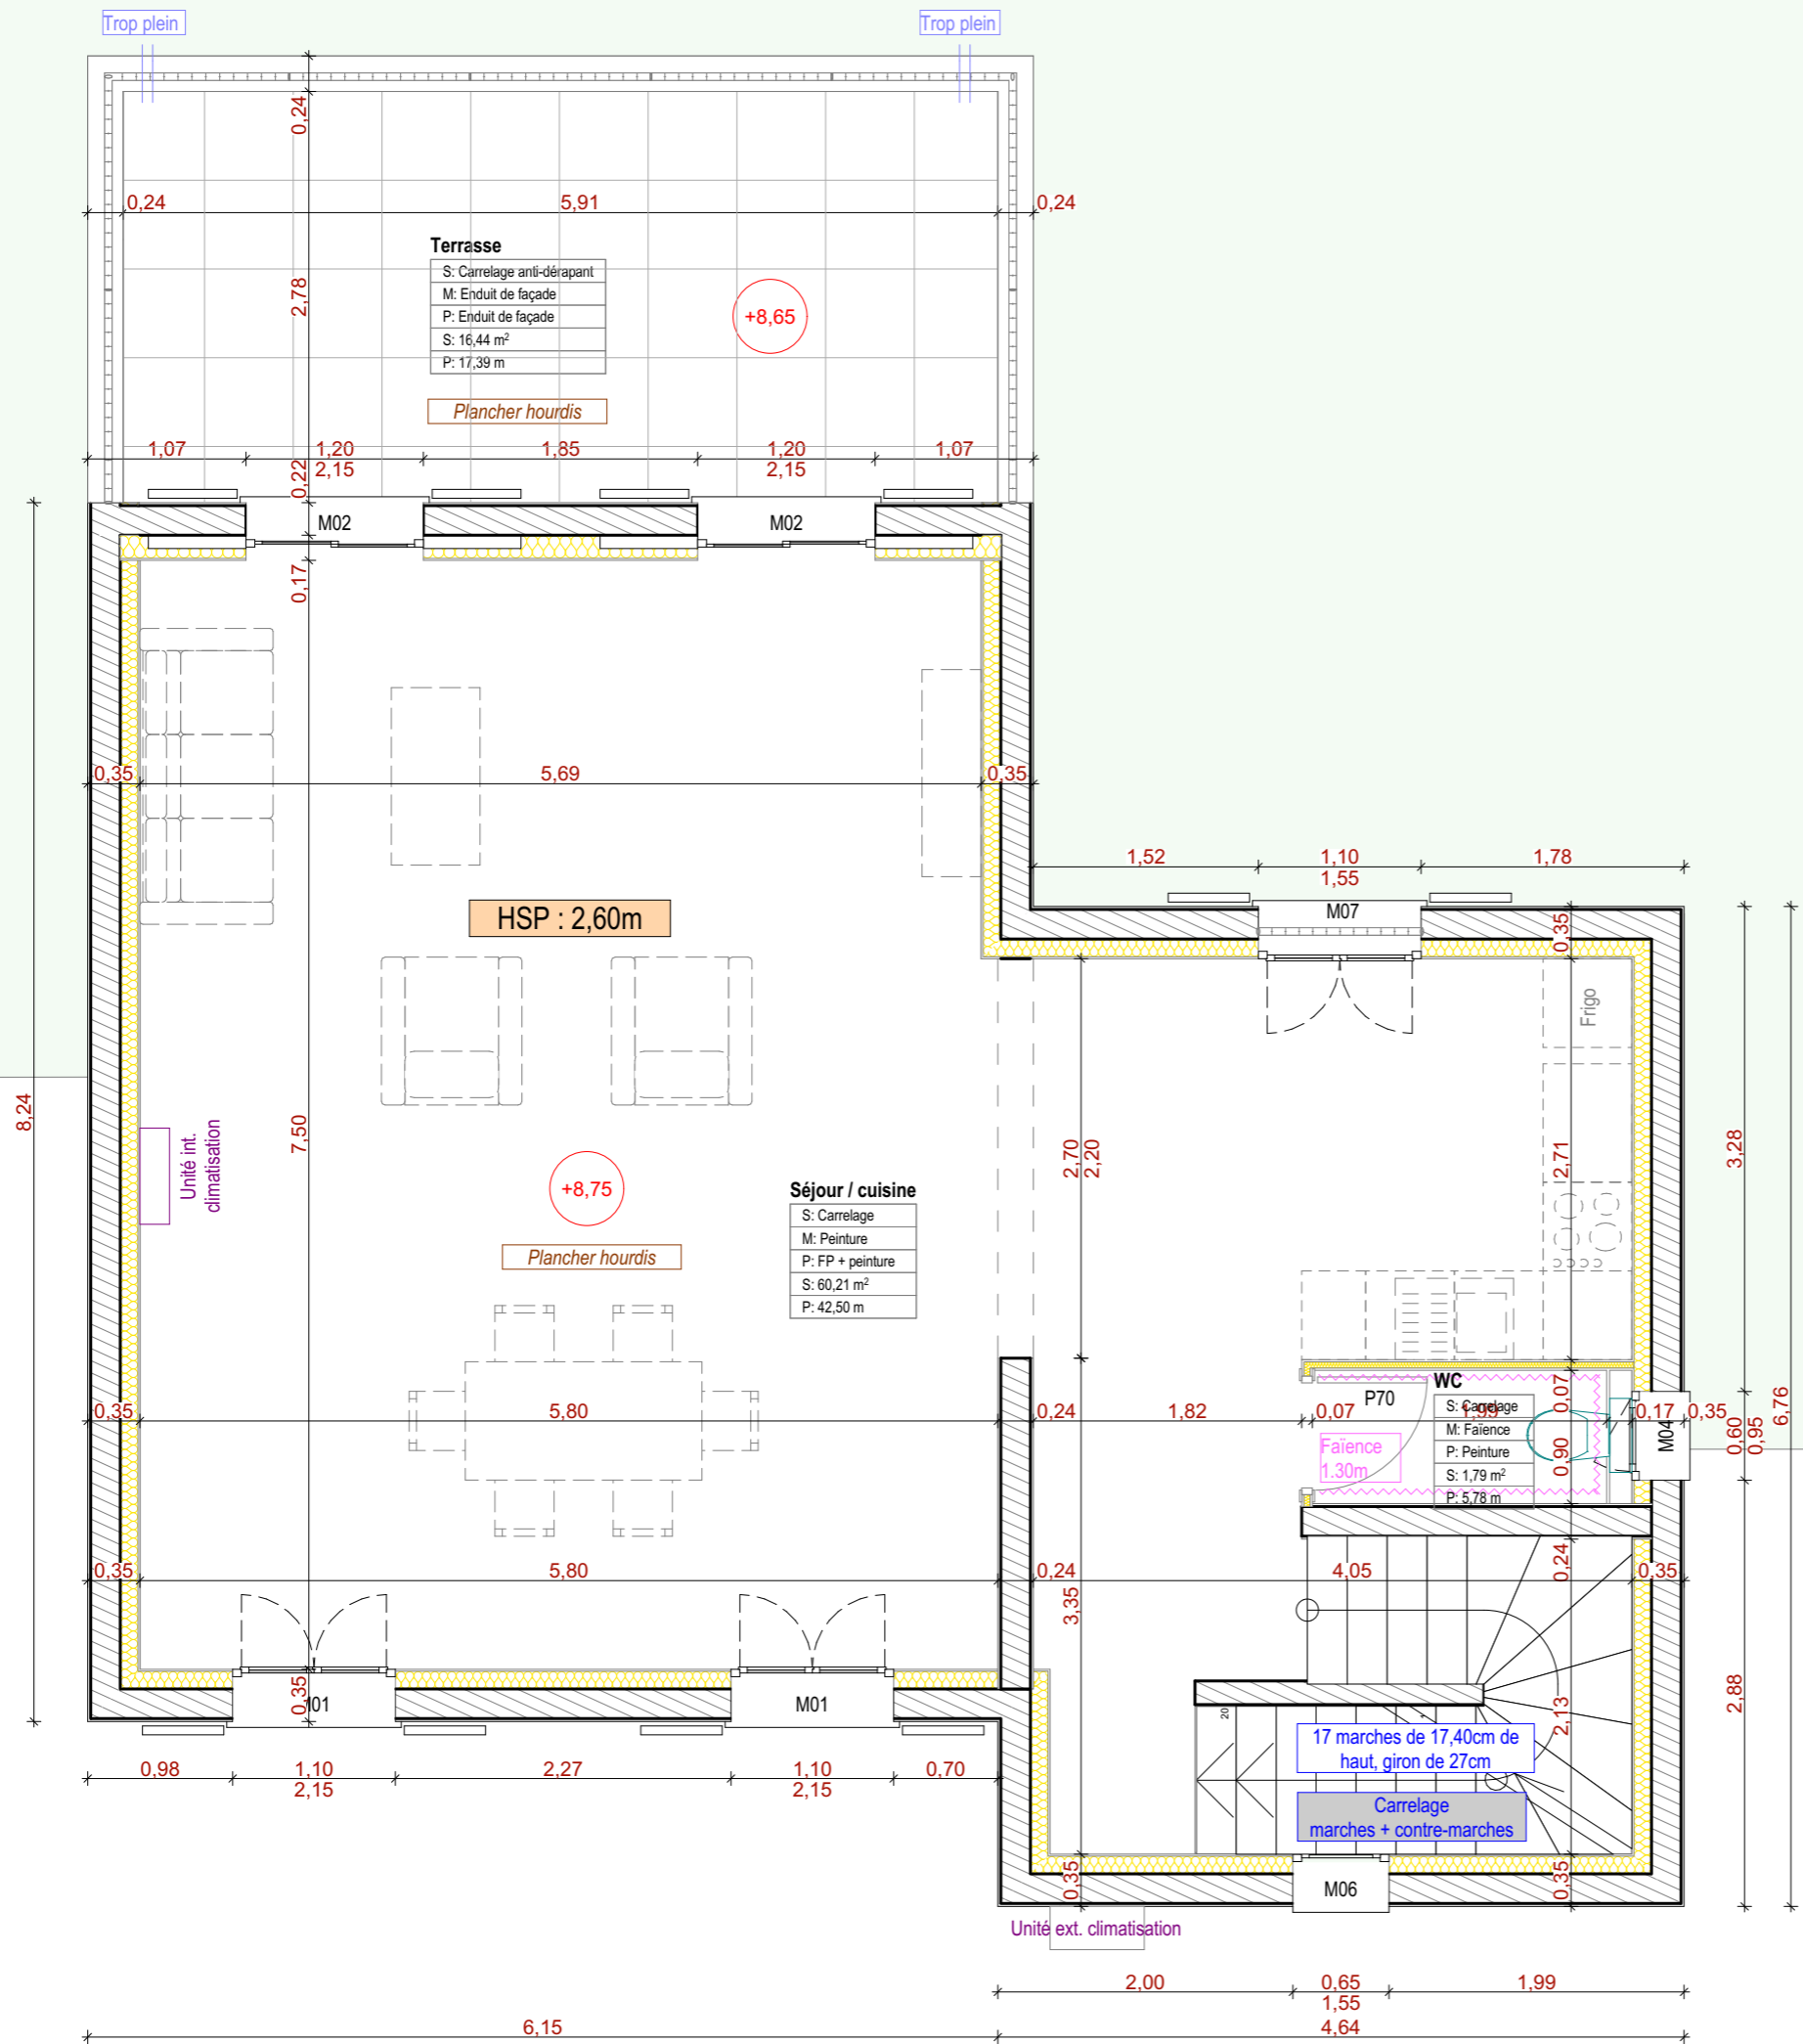 Trop plein
Trop plein
0,24
0,24
5,91
0,24
Terrasse
S: Carrelage anti-dérapant
M: Enduit de façade
P: Enduit de façade
S: 16,44 m²
P: 17,39 m
2,78
+8,65
Plancher hourdis
1,07
1,20
2,15
1,85
1,20
2,15
1,07
0,22
M02
M02
0,17
0,35
5,69
0,35
1,52
1,10
1,55
1,78
HSP : 2,60m
M07
0,35
Frigo
8,24
7,50
Unité int.
climatisation
2,70
2,20
2,71
3,28
+8,75
Séjour / cuisine
S: Carrelage
M: Peinture
P: FP + peinture
S: 60,21 m²
P: 42,50 m
Plancher hourdis
6,76
0,35
5,80
0,24
1,82
0,07
P70
WC
S: Carrelage
M: Faïence
P: Peinture
S: 1,79 m²
P: 5,78 m
1,99
0,07
0,90
0,17
0,35
M04
0,60
0,95
Faïence
1.30m
0,35
5,80
0,24
4,05
0,24
0,35
3,35
0,35
M01
M01
2,13
2,88
20
17 marches de 17,40cm de
haut, giron de 27cm
Carrelage
marches + contre-marches
0,98
1,10
2,15
2,27
1,10
2,15
0,70
0,35
0,35
M06
Unité ext. climatisation
2,00
0,65
1,55
1,99
6,15
4,64